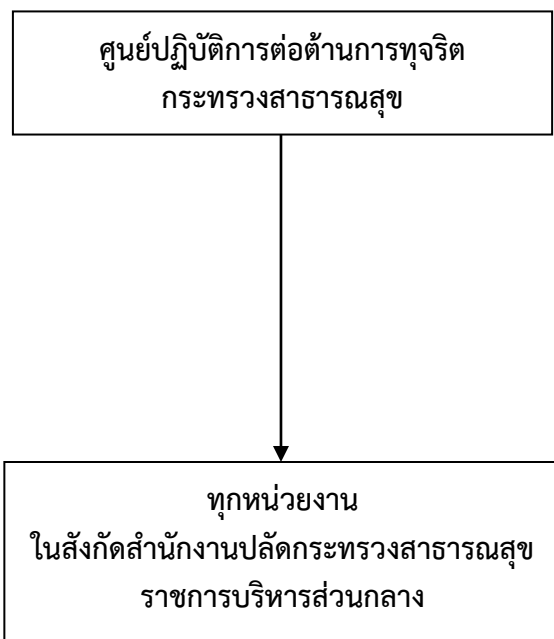 ศูนย์ปฏิบัติการต่อต้านการทุจริต
กระทรวงสาธารณสุข
ทุกหน่วยงาน
ในสังกัดสำนักงานปลัดกระทรวงสาธารณสุข
ราชการบริหารส่วนกลาง